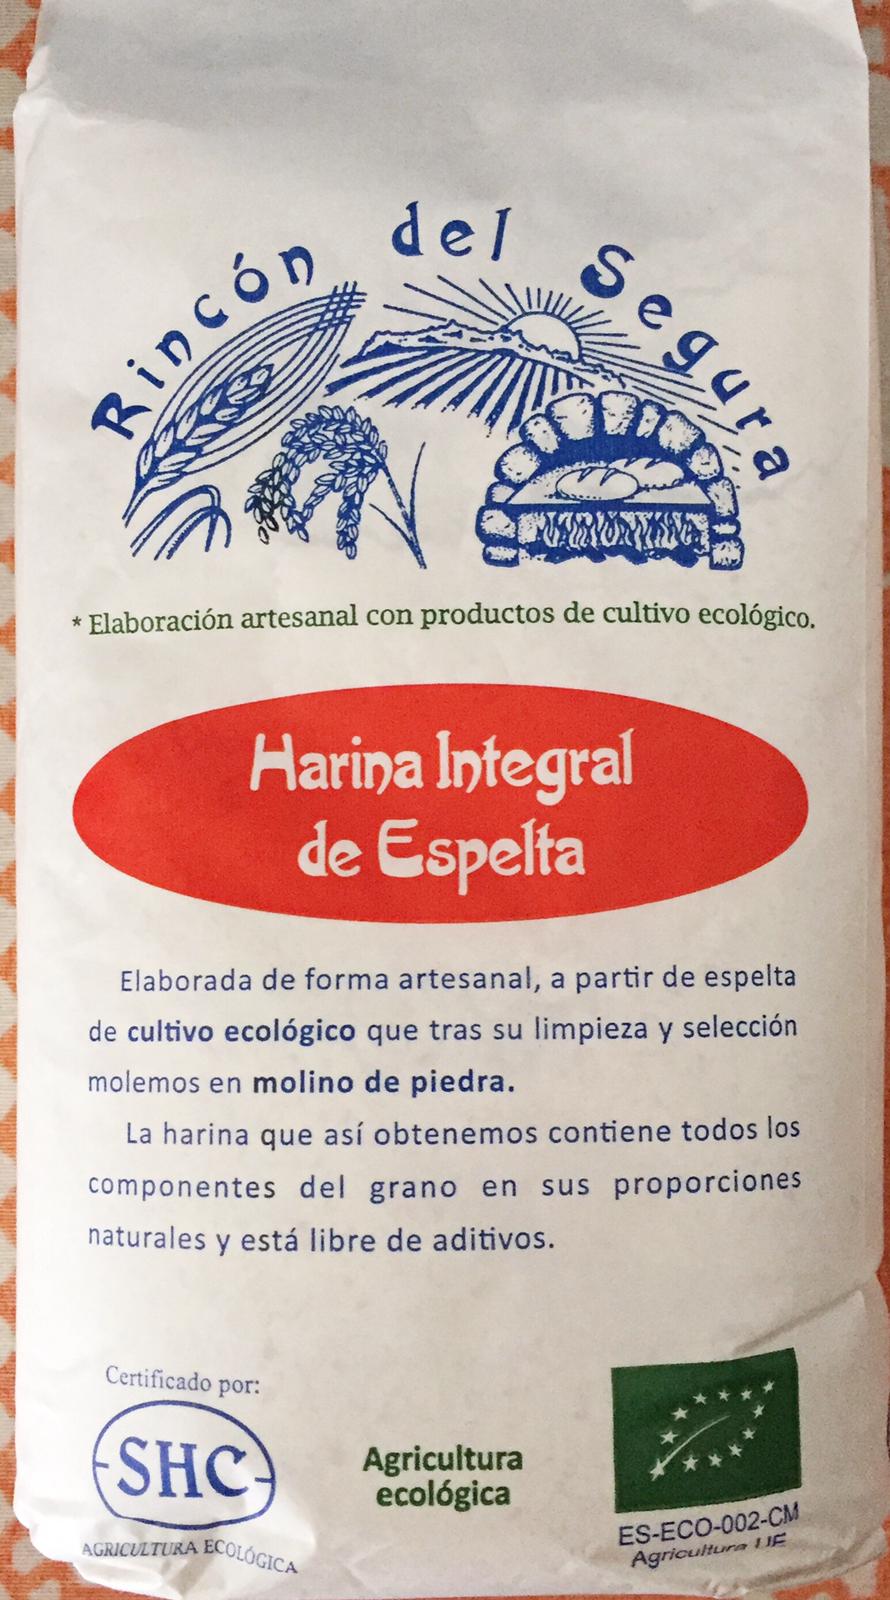 Rincón del Segura
* Elaboración artesanal con productos de cultivo ecológico.
Harina Integral
de Espelta
Elaborada de forma artesanal, a partir de espelta
de cultivo ecológico que tras su limpieza y selección
molemos en molino de piedra.
La harina que así obtenemos contiene todos los
componentes del grano en sus proporciones
naturales y está libre de aditivos.
Certificado por:
SHC
AGRICULTURA ECOLÓGICA
Agricultura
ecológica
ES-ECO-002-CM
Agricultura UE